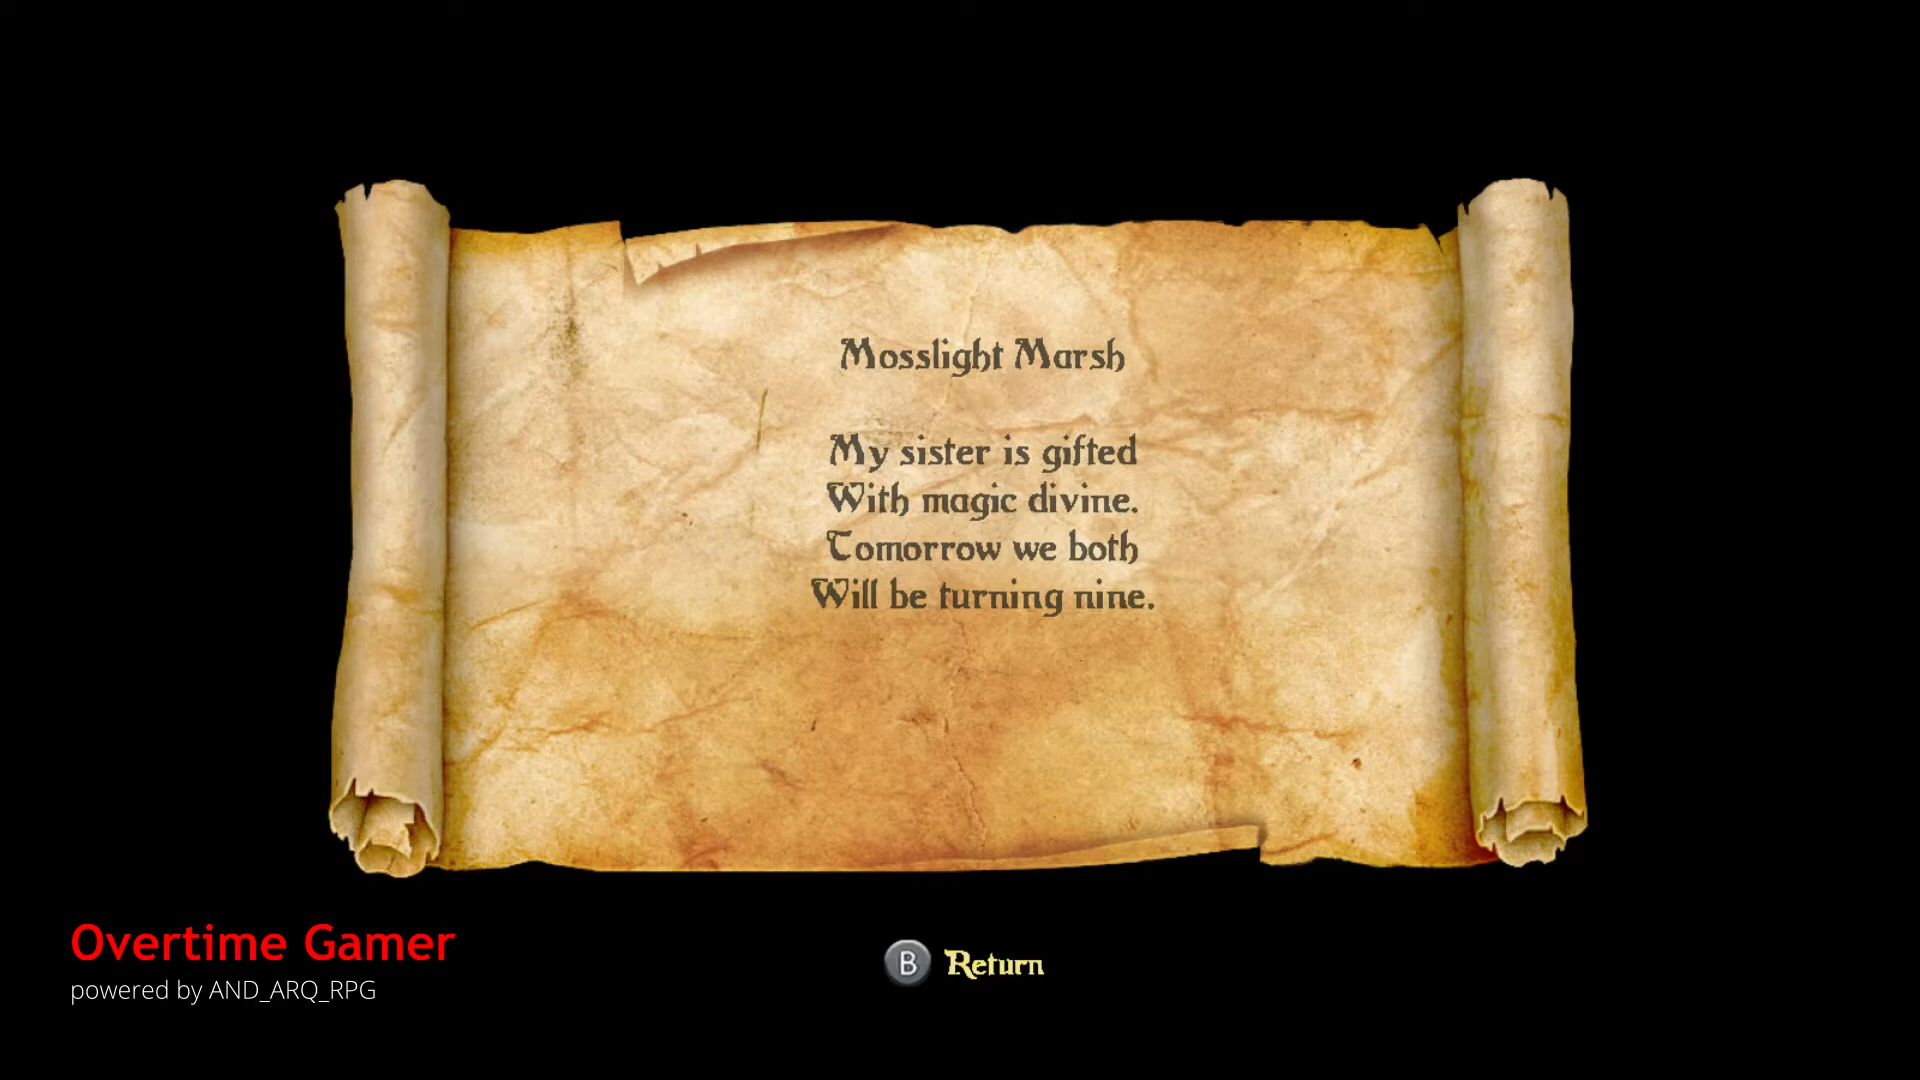 Mosslight Marsh
My sister is gifted
With magic divine.
Tomorrow we both
Will be turning nine.
Overtime Gamer
powered by AND_ARQ_RPG
B Return